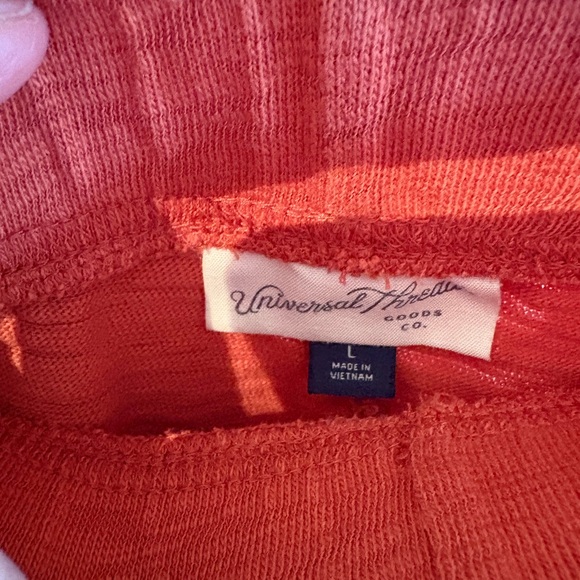 Universal Thread
GOODS
CO.
L
MADE IN
VIETNAM